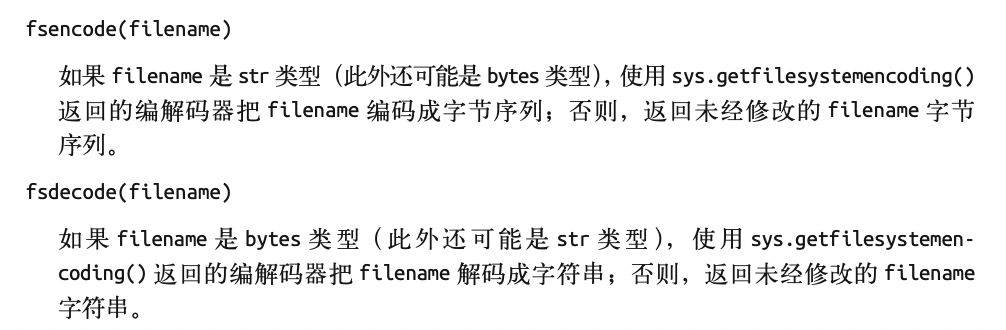 fsencode(filename)
如果 filename 是 str 类型（此外还可能是 bytes 类型），使用 sys.getfilesystemencoding()
返回的编解码器把 filename 编码成字节序列；否则，返回未经修改的 filename 字节
序列。
fsdecode(filename)
如果 filename 是 bytes 类型（此外还可能是 str 类型），使用 sys.getfilesystemen-
coding() 返回的编解码器把 filename 解码成字符串；否则，返回未经修改的 filename
字符串。